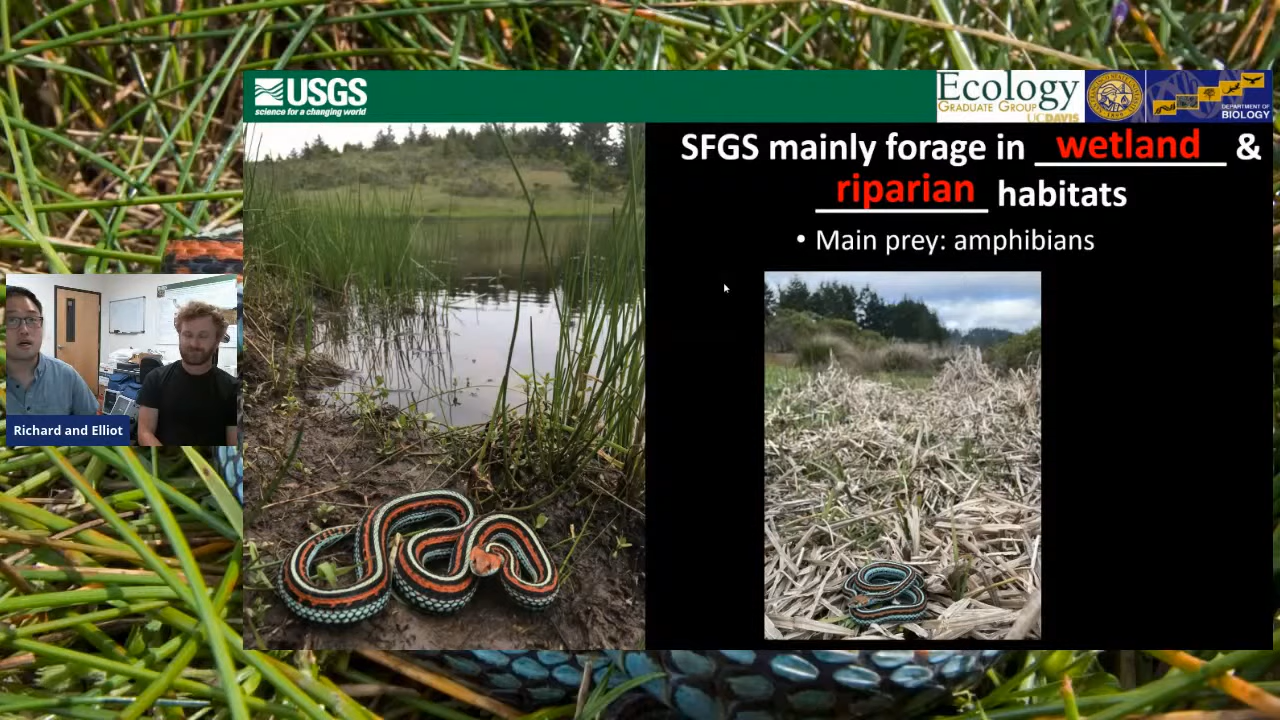 USGS
science for a changing world
Ecology
GRADUATE GROUP
UC DAVIS
DEPARTMENT OF
BIOLOGY
SFGS mainly forage in wetland &
riparian habitats
• Main prey: amphibians
Richard and Elliot